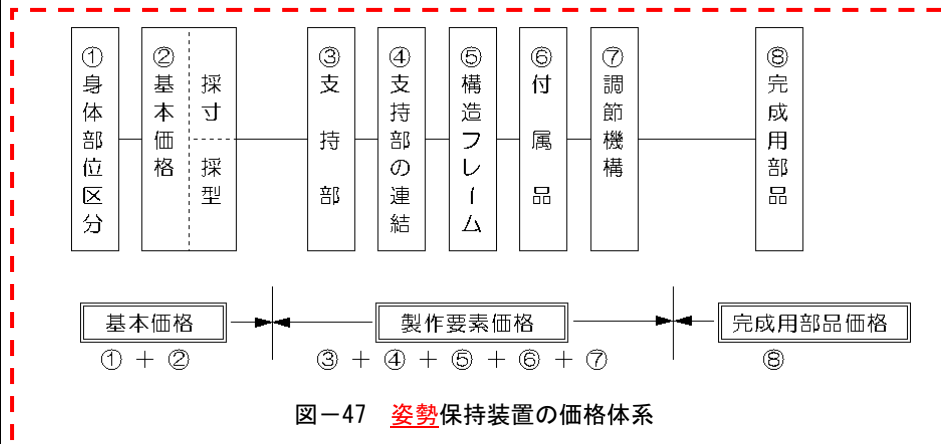 ①身体部位区分
②基本価格
採寸
採型
③支持部
④支持部の連結
⑤構造フレーム
⑥付属品
⑦調節機構
⑧完成用部品
基本価格
製作要素価格
完成用部品価格
①+②
③+④+⑤+⑥+⑦
⑧
図-47 姿勢保持装置の価格体系